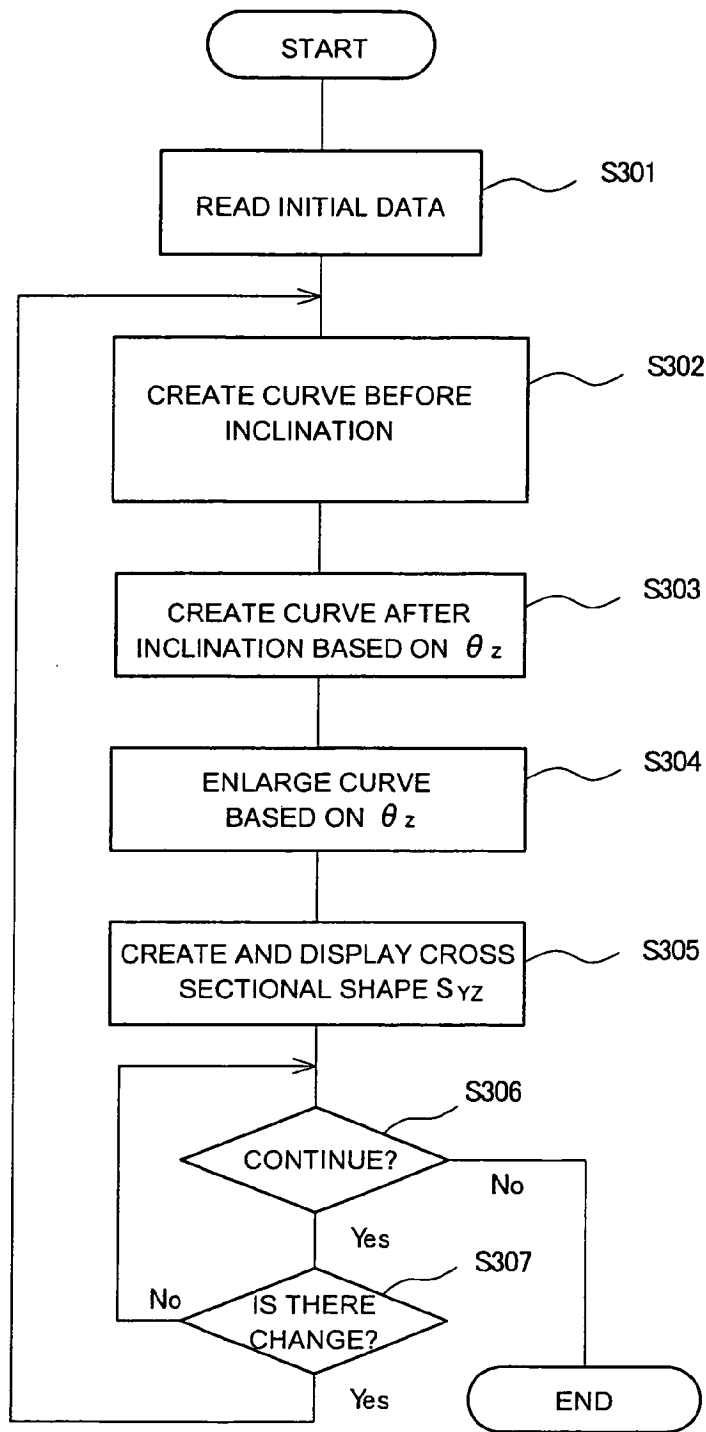 START
READ INITIAL DATA
S301
CREATE CURVE BEFORE
INCLINATION
S302
CREATE CURVE AFTER
INCLINATION BASED ON θz
S303
ENLARGE CURVE
BASED ON θz
S304
CREATE AND DISPLAY CROSS
SECTIONAL SHAPE SYZ
S305
S306
CONTINUE?
No
Yes
S307
No
IS THERE
CHANGE?
Yes
END